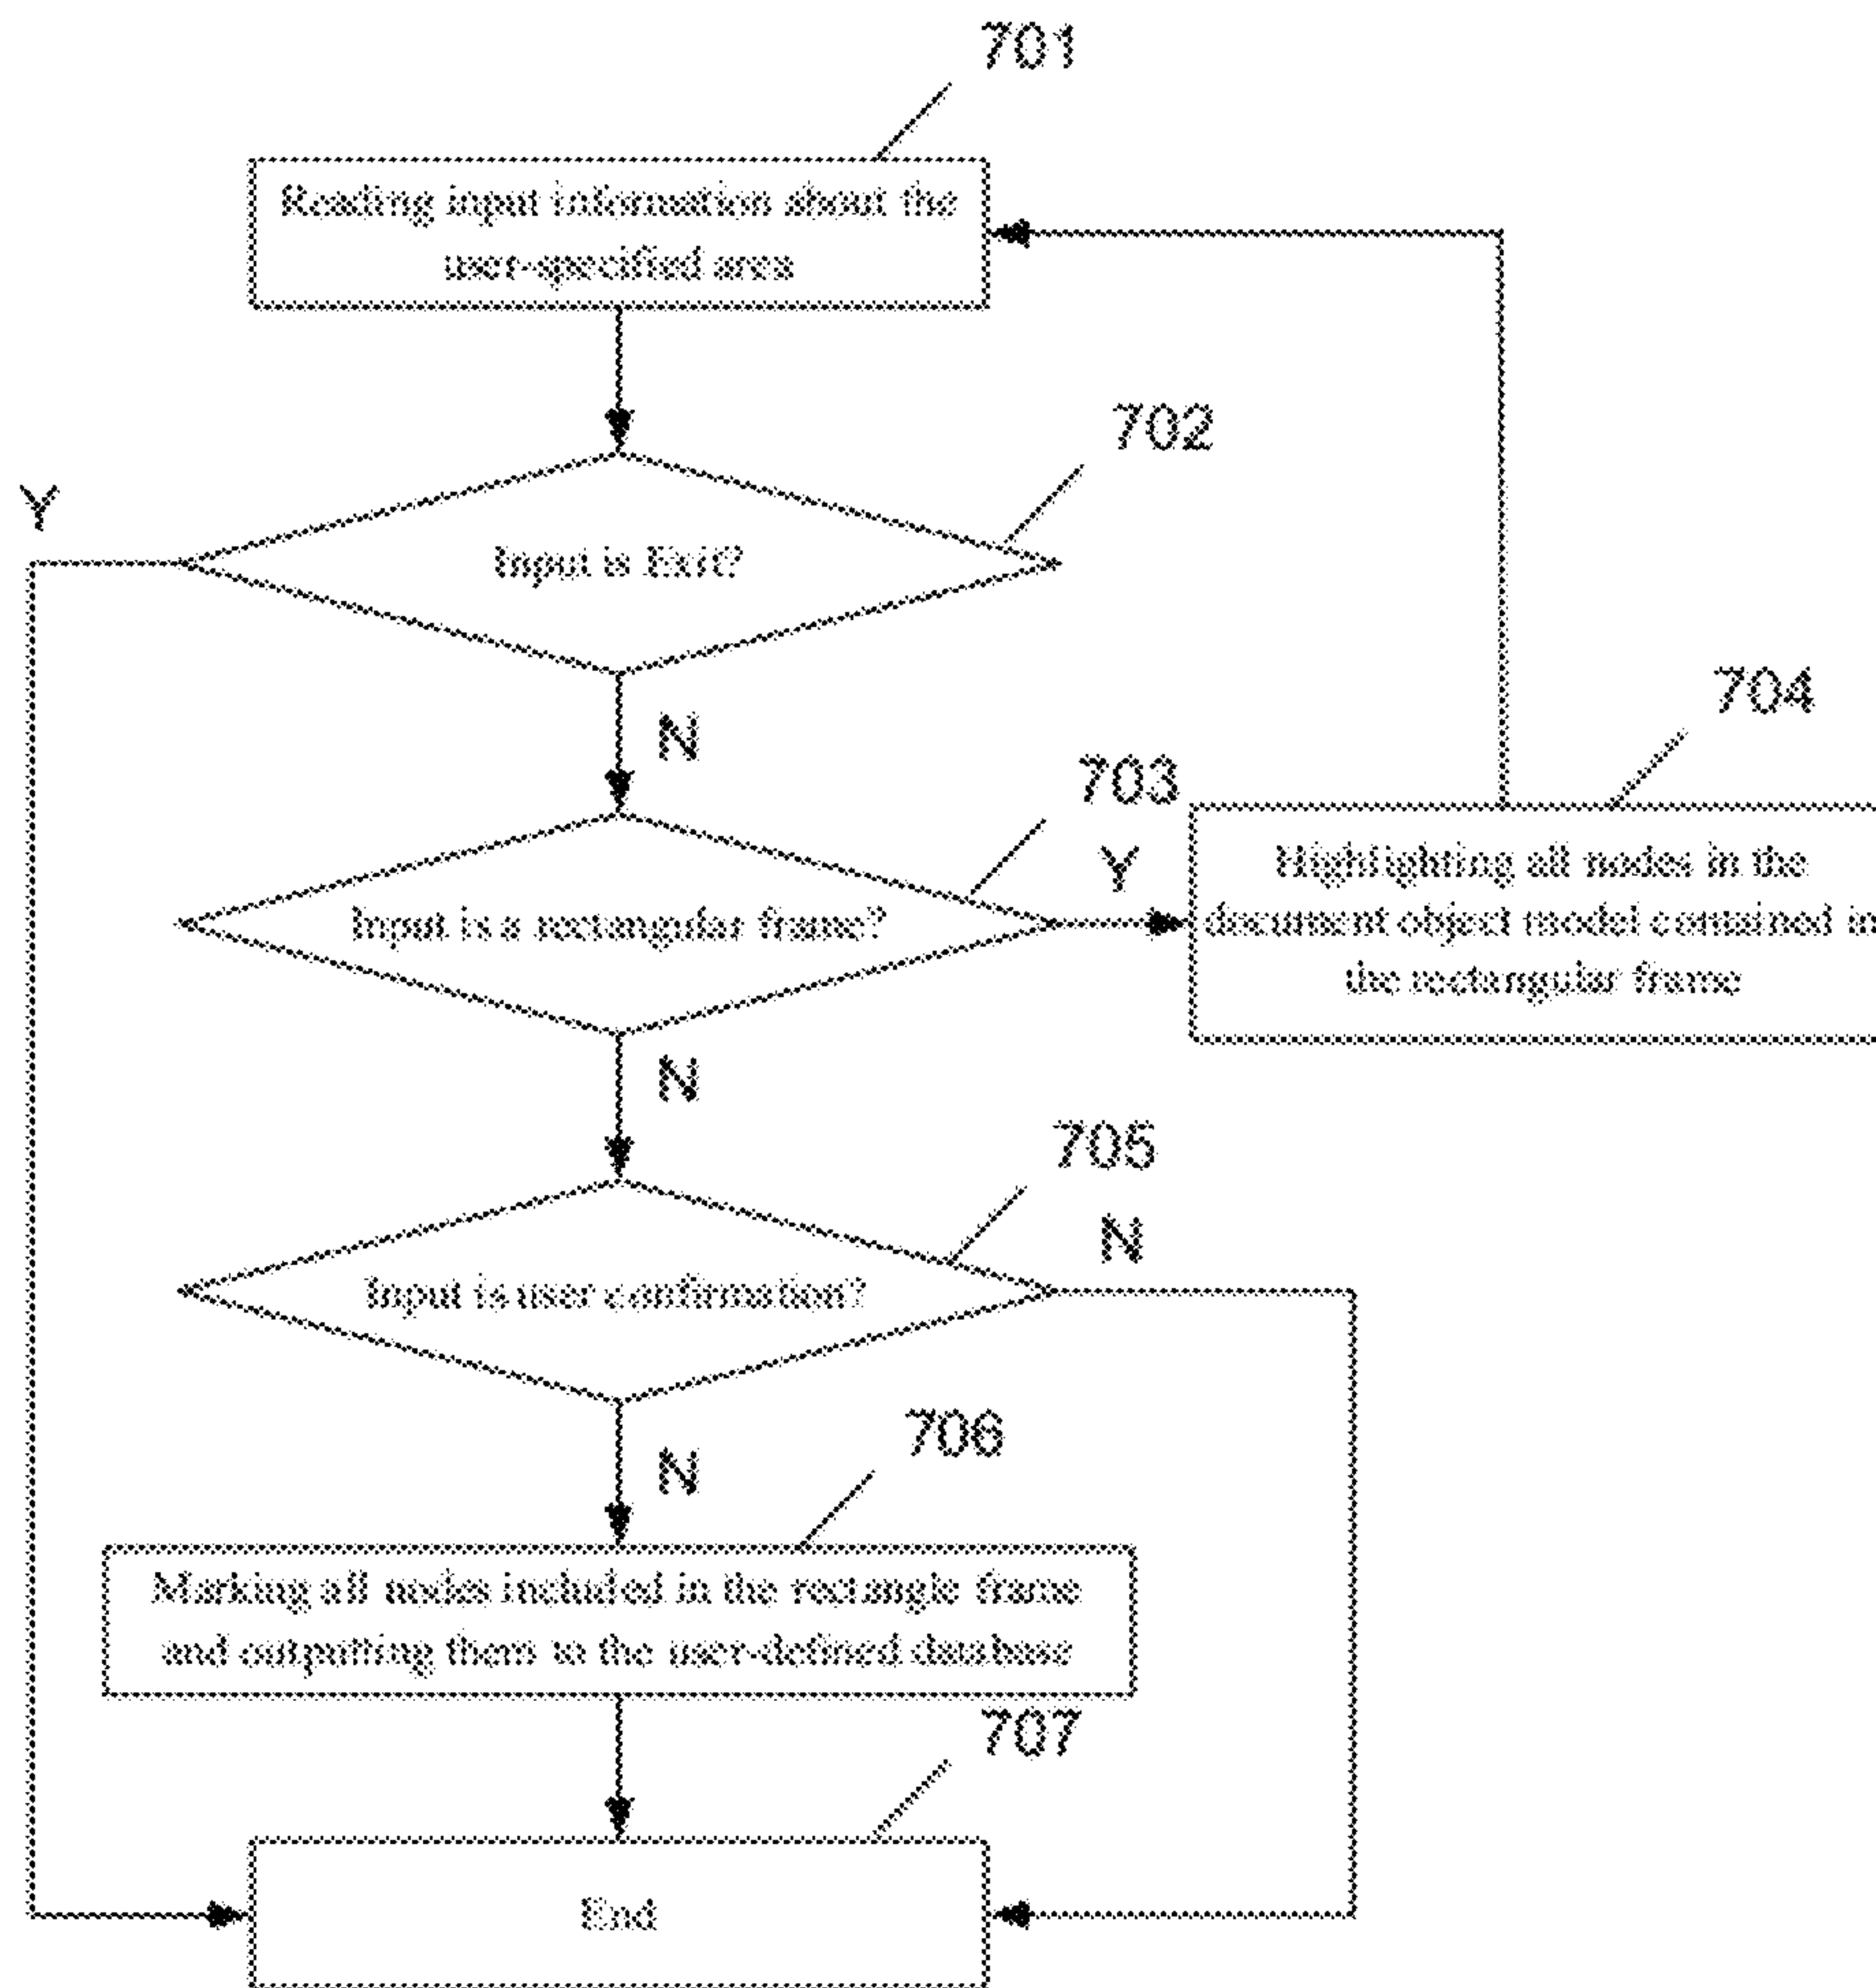 701
Reading input information about the
user-specified area
702
Y
Input is Exit?
N
703
704
Y
Input is a rectangular frame?
Highlighting all nodes in the
document object model contained in
the rectangular frame
N
705
N
Input is user confirmation?
706
N
Marking all nodes included in the rectangle frame
and outputting them to the user-defined database
707
End